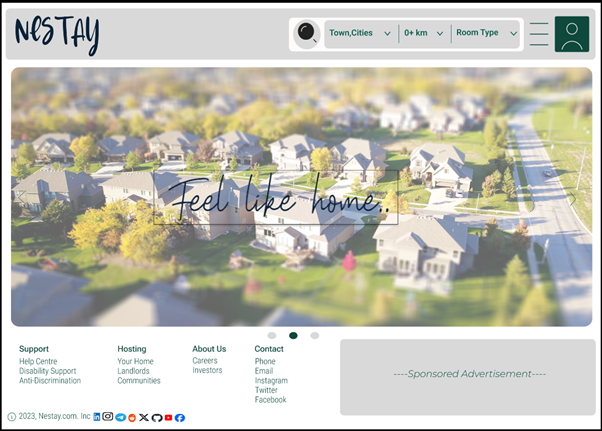 NESTAY
Town,Cities 0+ km Room Type
Feel like home..
Support
Help Centre
Disability Support
Anti-Discrimination
Hosting
Your Home
Landlords
Communities
About Us
Careers
Investors
Contact
Phone
Email
Instagram
Twitter
Facebook
----Sponsored Advertisement----
2023, Nestay.com. Inc